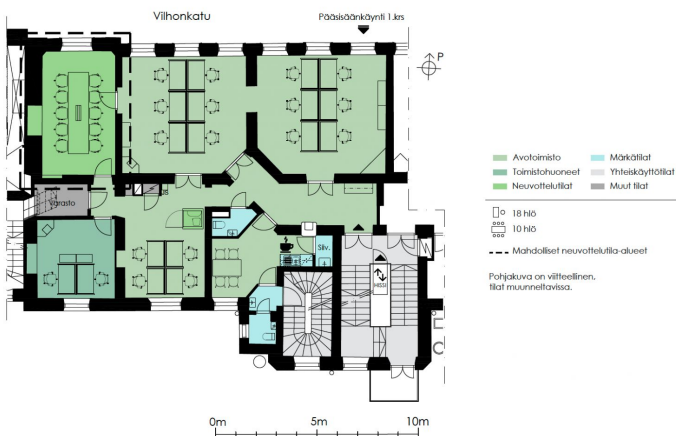 Vilhonkatu
Pääsisäänkäynti 1.krs
P
Varasto
Siiv.
HISSI
Avotoimisto
Toimistohuoneet
Neuvottelutilat
Märkätilat
Yhteiskäyttötilat
Muut tilat
18 hlö
10 hlö
Mahdolliset neuvottelutila-alueet
Pohjakuva on viitteellinen,
tilat muunneltavissa.
0m
5m
10m